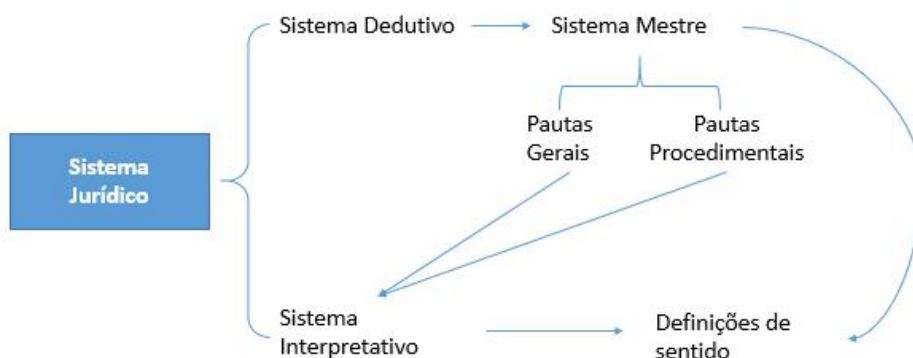 Sistema Dedutivo
Sistema Mestre
Pautas
Gerais
Pautas
Procedimentais
Sistema
Jurídico
Sistema
Interpretativo
Definições de
sentido